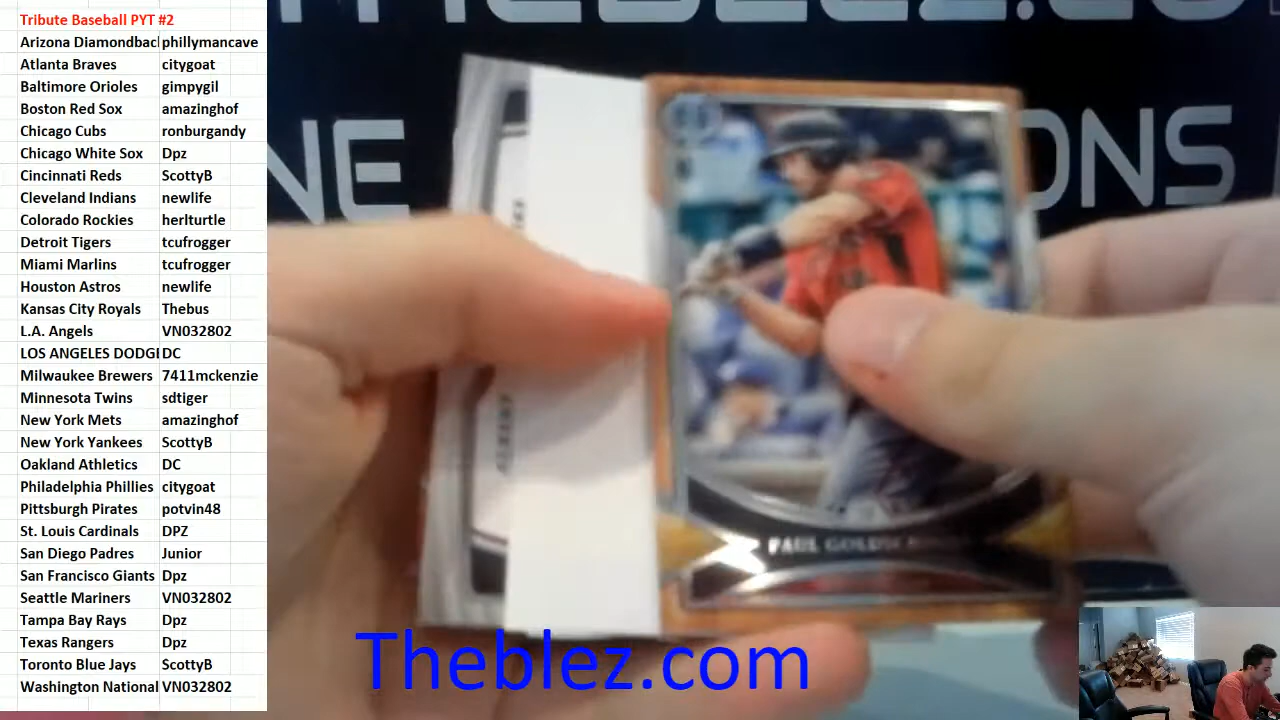 Tribute Baseball PYT #2
Arizona Diamondbac phillymancave
Atlanta Braves citygoat
Baltimore Orioles gimpygil
Boston Red Sox amazinghof
Chicago Cubs ronburgandy
Chicago White Sox Dpz
Cincinnati Reds ScottyB
Cleveland Indians newlife
Colorado Rockies herlturtle
Detroit Tigers tcufrogger
Miami Marlins tcufrogger
Houston Astros newlife
Kansas City Royals Thebus
L.A. Angels VN032802
LOS ANGELES DODGI DC
Milwaukee Brewers 7411mckenzie
Minnesota Twins sdtiger
New York Mets amazinghof
New York Yankees ScottyB
Oakland Athletics DC
Philadelphia Phillies citygoat
Pittsburgh Pirates potvin48
St. Louis Cardinals DPZ
San Diego Padres Junior
San Francisco Giants Dpz
Seattle Mariners VN032802
Tampa Bay Rays Dpz
Texas Rangers Dpz
Toronto Blue Jays ScottyB
Washington National VN032802
PAUL
Theblez.com